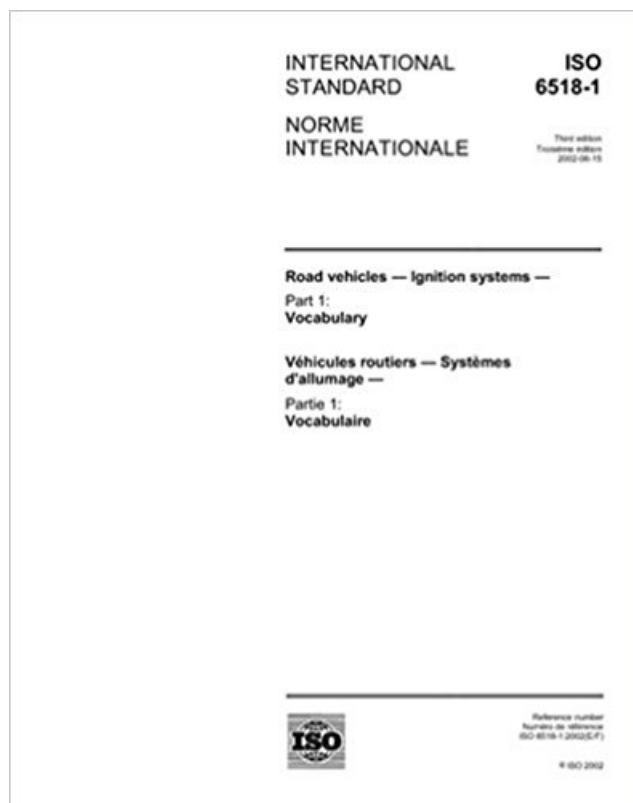 INTERNATIONAL STANDARD
ISO 6518-1
NORME INTERNATIONALE
Third edition
Troisième édition
2002-06-15
Road vehicles — Ignition systems —
Part 1:
Vocabulary
Véhicules routiers — Systèmes
d'allumage —
Partie 1:
Vocabulaire
ISO
Reference number
Numéro de référence
ISO 6518-1:2002(E/F)
© ISO 2002